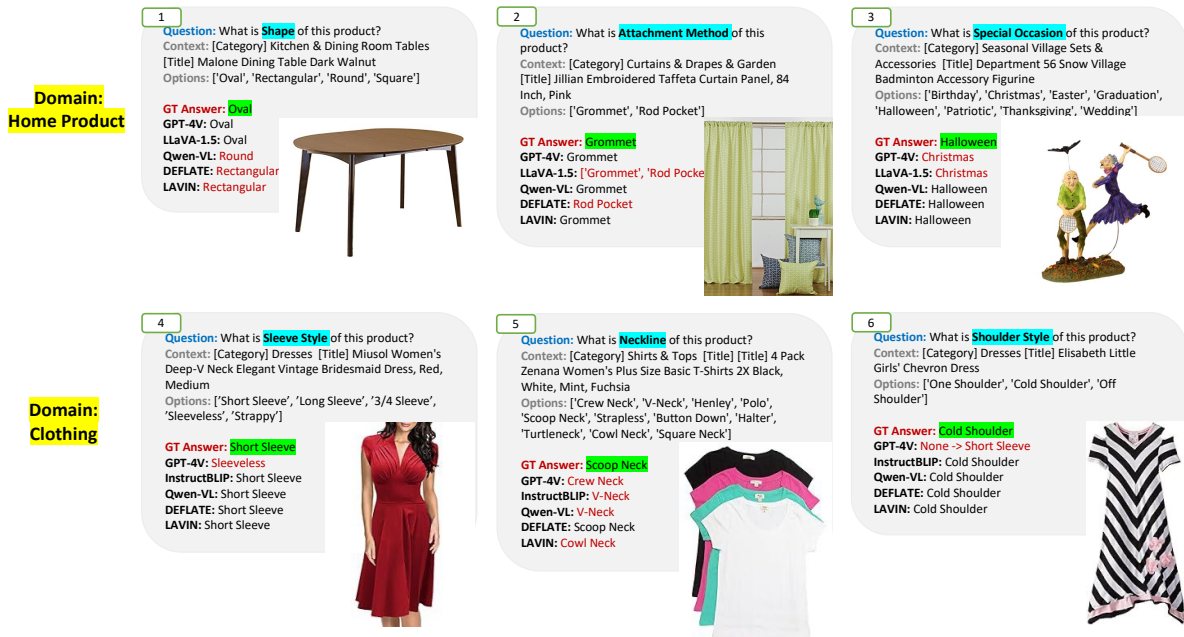 Domain:
Home Product
1
Question: What is Shape of this product?
Context: [Category] Kitchen & Dining Room Tables
[Title] Malone Dining Table Dark Walnut
Options: ['Oval', 'Rectangular', 'Round', 'Square']
GT Answer: Oval
GPT-4V: Oval
LLaVA-1.5: Oval
Qwen-VL: Round
DEFLATE: Rectangular
LAVIN: Rectangular
2
Question: What is Attachment Method of this
product?
Context: [Category] Curtains & Drapes & Garden
[Title] Jillian Embroidered Taffeta Curtain Panel, 84
Inch, Pink
Options: ['Grommet', 'Rod Pocket']
GT Answer: Grommet
GPT-4V: Grommet
LLaVA-1.5: ['Grommet', 'Rod Pocke
Qwen-VL: Grommet
DEFLATE: Rod Pocket
LAVIN: Grommet
3
Question: What is Special Occasion of this product?
Context: [Category] Seasonal Village Sets &
Accessories [Title] Department 56 Snow Village
Badminton Accessory Figurine
Options: ['Birthday', 'Christmas', 'Easter', 'Graduation',
'Halloween', 'Patriotic', 'Thanksgiving', 'Wedding']
GT Answer: Halloween
GPT-4V: Christmas
LLaVA-1.5: Christmas
Qwen-VL: Halloween
DEFLATE: Halloween
LAVIN: Halloween
Domain:
Clothing
4
Question: What is Sleeve Style of this product?
Context: [Category] Dresses [Title] Miusol Women's
Deep-V Neck Elegant Vintage Bridesmaid Dress, Red,
Medium
Options: ['Short Sleeve', 'Long Sleeve', '3/4 Sleeve',
'Sleeveless', 'Strappy']
GT Answer: Short Sleeve
GPT-4V: Sleeveless
InstructBLIP: Short Sleeve
Qwen-VL: Short Sleeve
DEFLATE: Short Sleeve
LAVIN: Short Sleeve
5
Question: What is Neckline of this product?
Context: [Category] Shirts & Tops [Title] [Title] 4 Pack
Zenana Women's Plus Size Basic T-Shirts 2X Black,
White, Mint, Fuchsia
Options: ['Crew Neck', 'V-Neck', 'Henley', 'Polo',
'Scoop Neck', 'Strapless', 'Button Down', 'Halter',
'Turtleneck', 'Cowl Neck', 'Square Neck']
GT Answer: Scoop Neck
GPT-4V: Crew Neck
InstructBLIP: V-Neck
Qwen-VL: V-Neck
DEFLATE: Scoop Neck
LAVIN: Cowl Neck
6
Question: What is Shoulder Style of this product?
Context: [Category] Dresses [Title] Elisabeth Little
Girls' Chevron Dress
Options: ['One Shoulder', 'Cold Shoulder', 'Off
Shoulder']
GT Answer: Cold Shoulder
GPT-4V: None -> Short Sleeve
InstructBLIP: Cold Shoulder
Qwen-VL: Cold Shoulder
DEFLATE: Cold Shoulder
LAVIN: Cold Shoulder